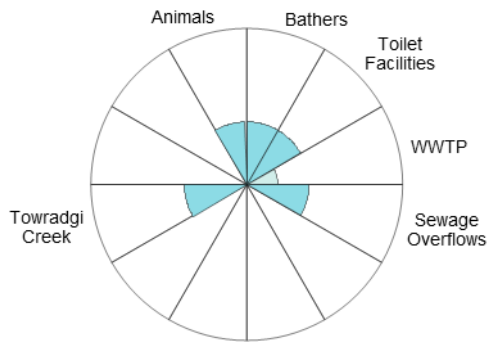 Animals
Bathers
Toilet
Facilities
WWTP
Sewage
Overflows
Towradgi
Creek